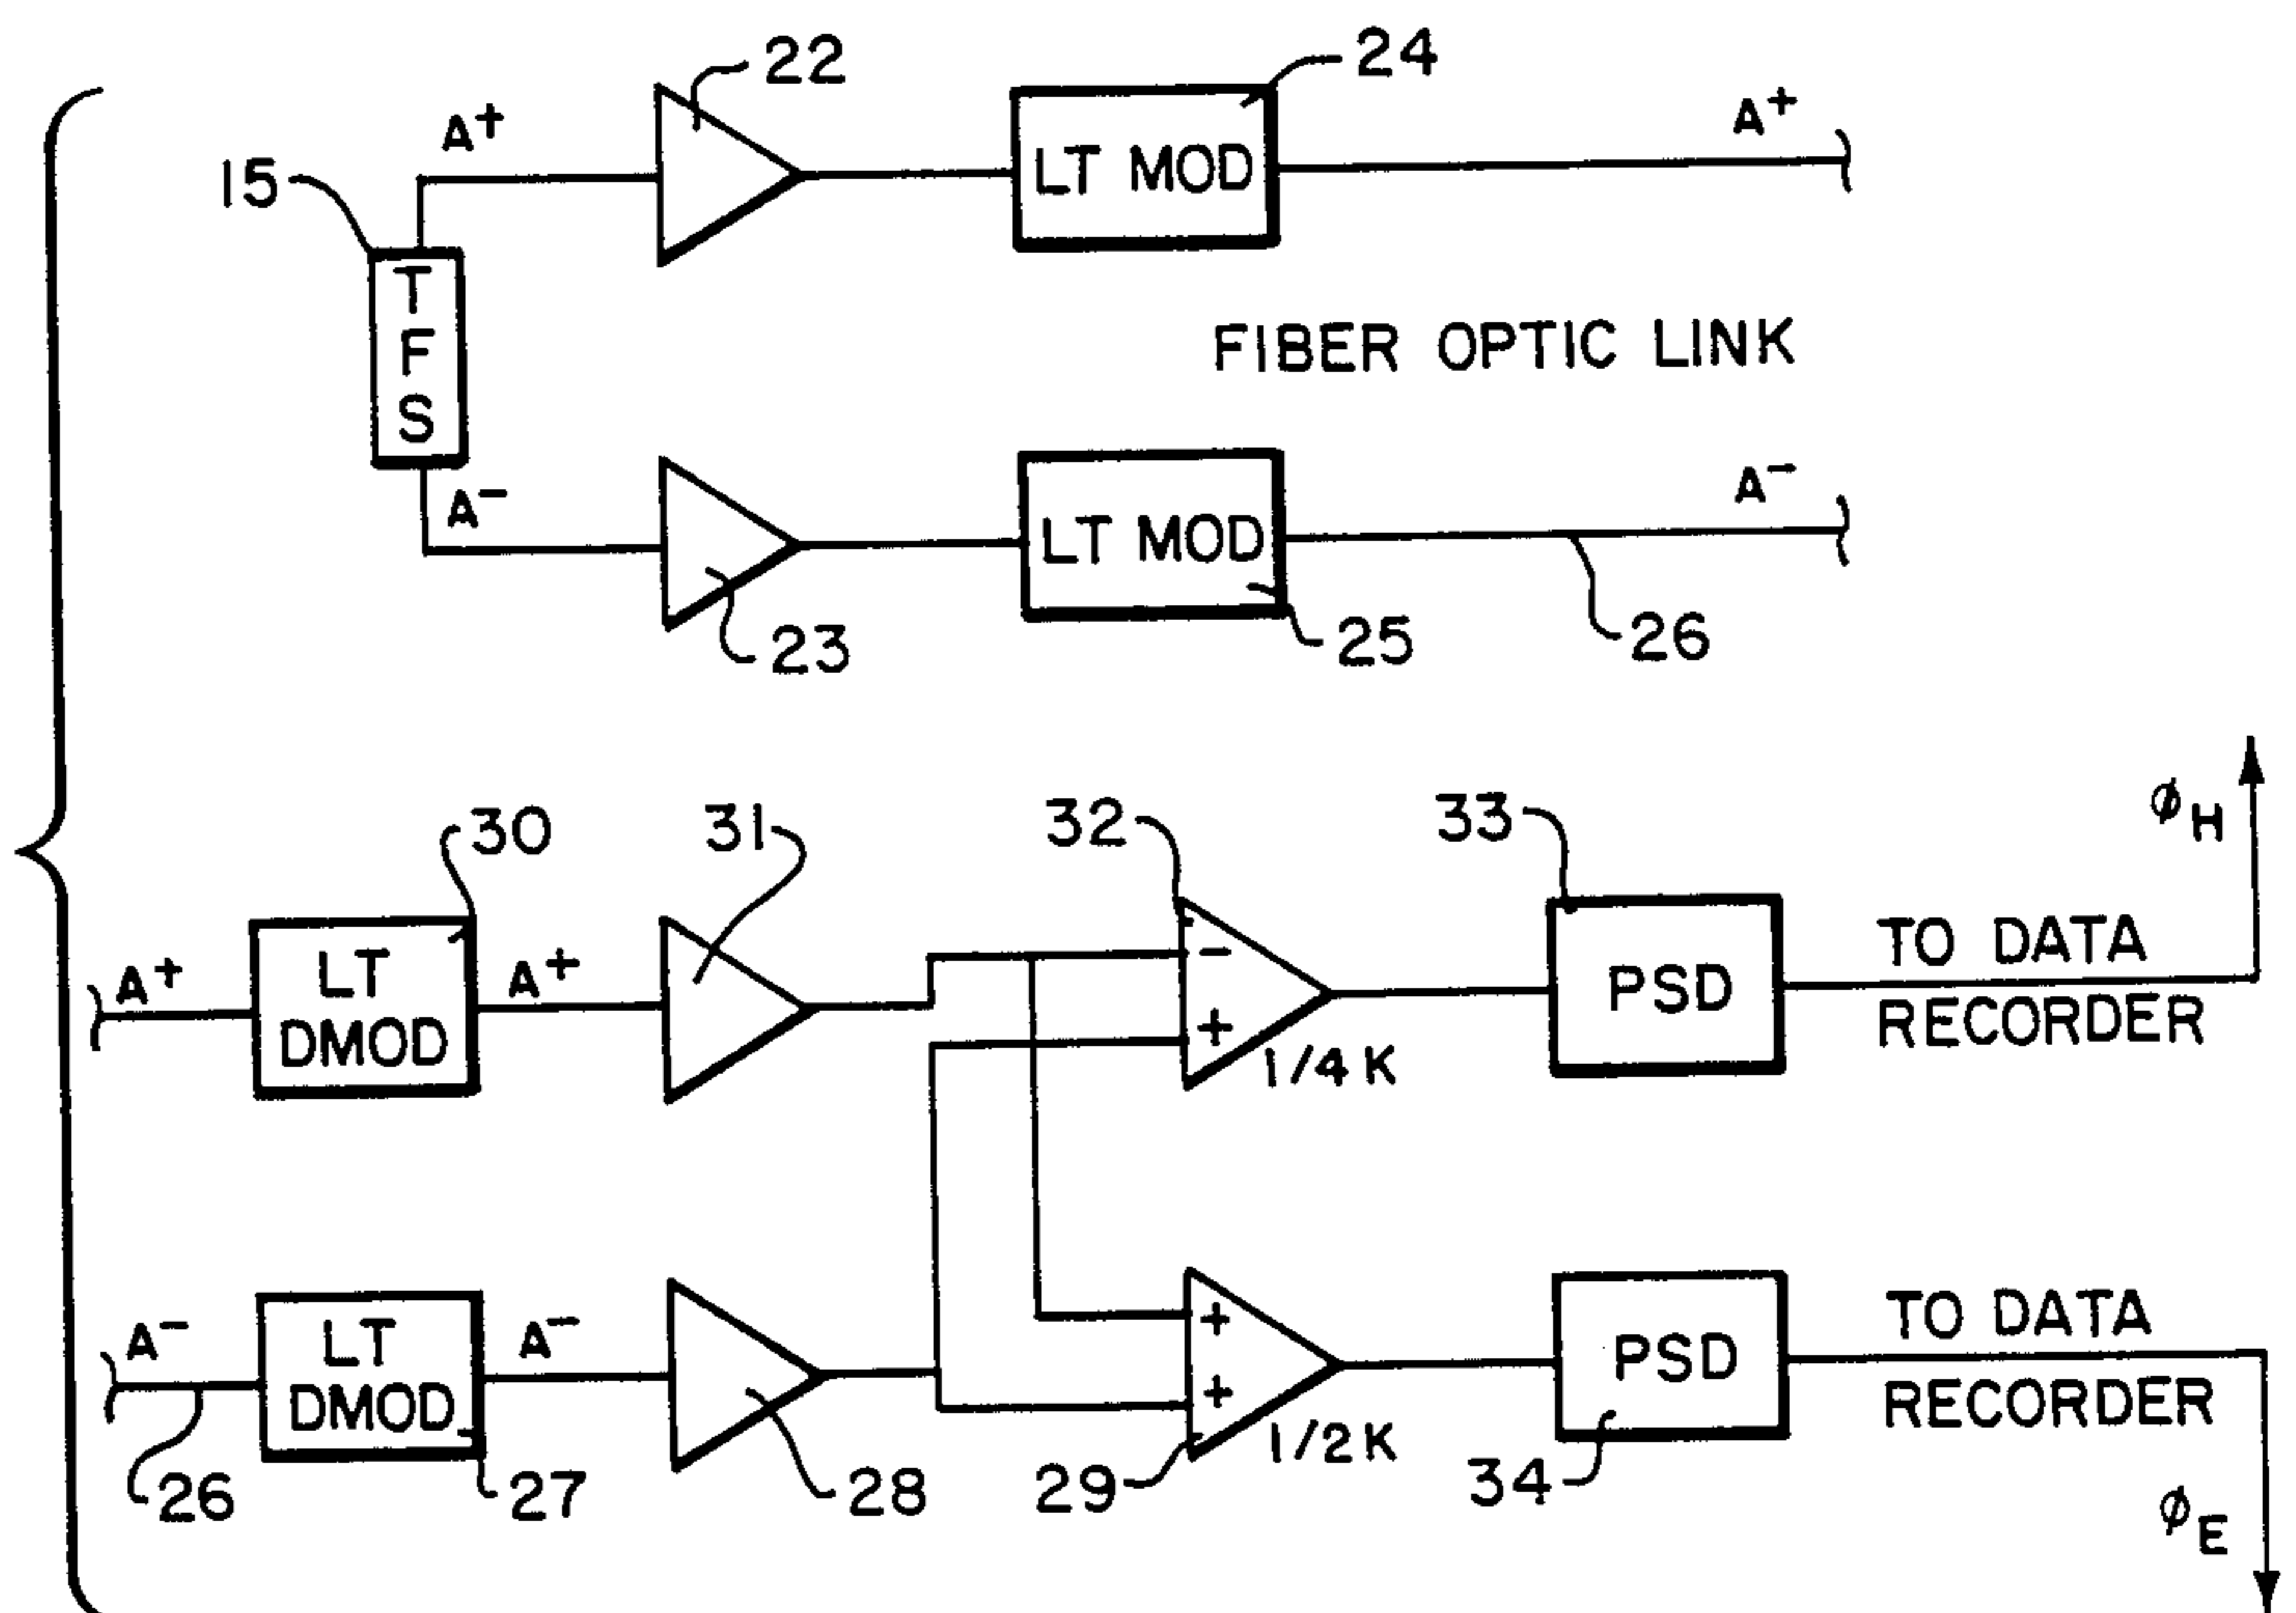 22
24
A+
A+
15
LT MOD
T
F
S
FIBER OPTIC LINK
A-
A-
LT MOD
23
25
26
30
31
32
33
ϕH
A+
LT
DMOD
A+
-
+
1/4 K
PSD
TO DATA
RECORDER
A-
LT
DMOD
A-
+
+
1/2 K
PSD
TO DATA
RECORDER
26
27
28
29
34
ϕE